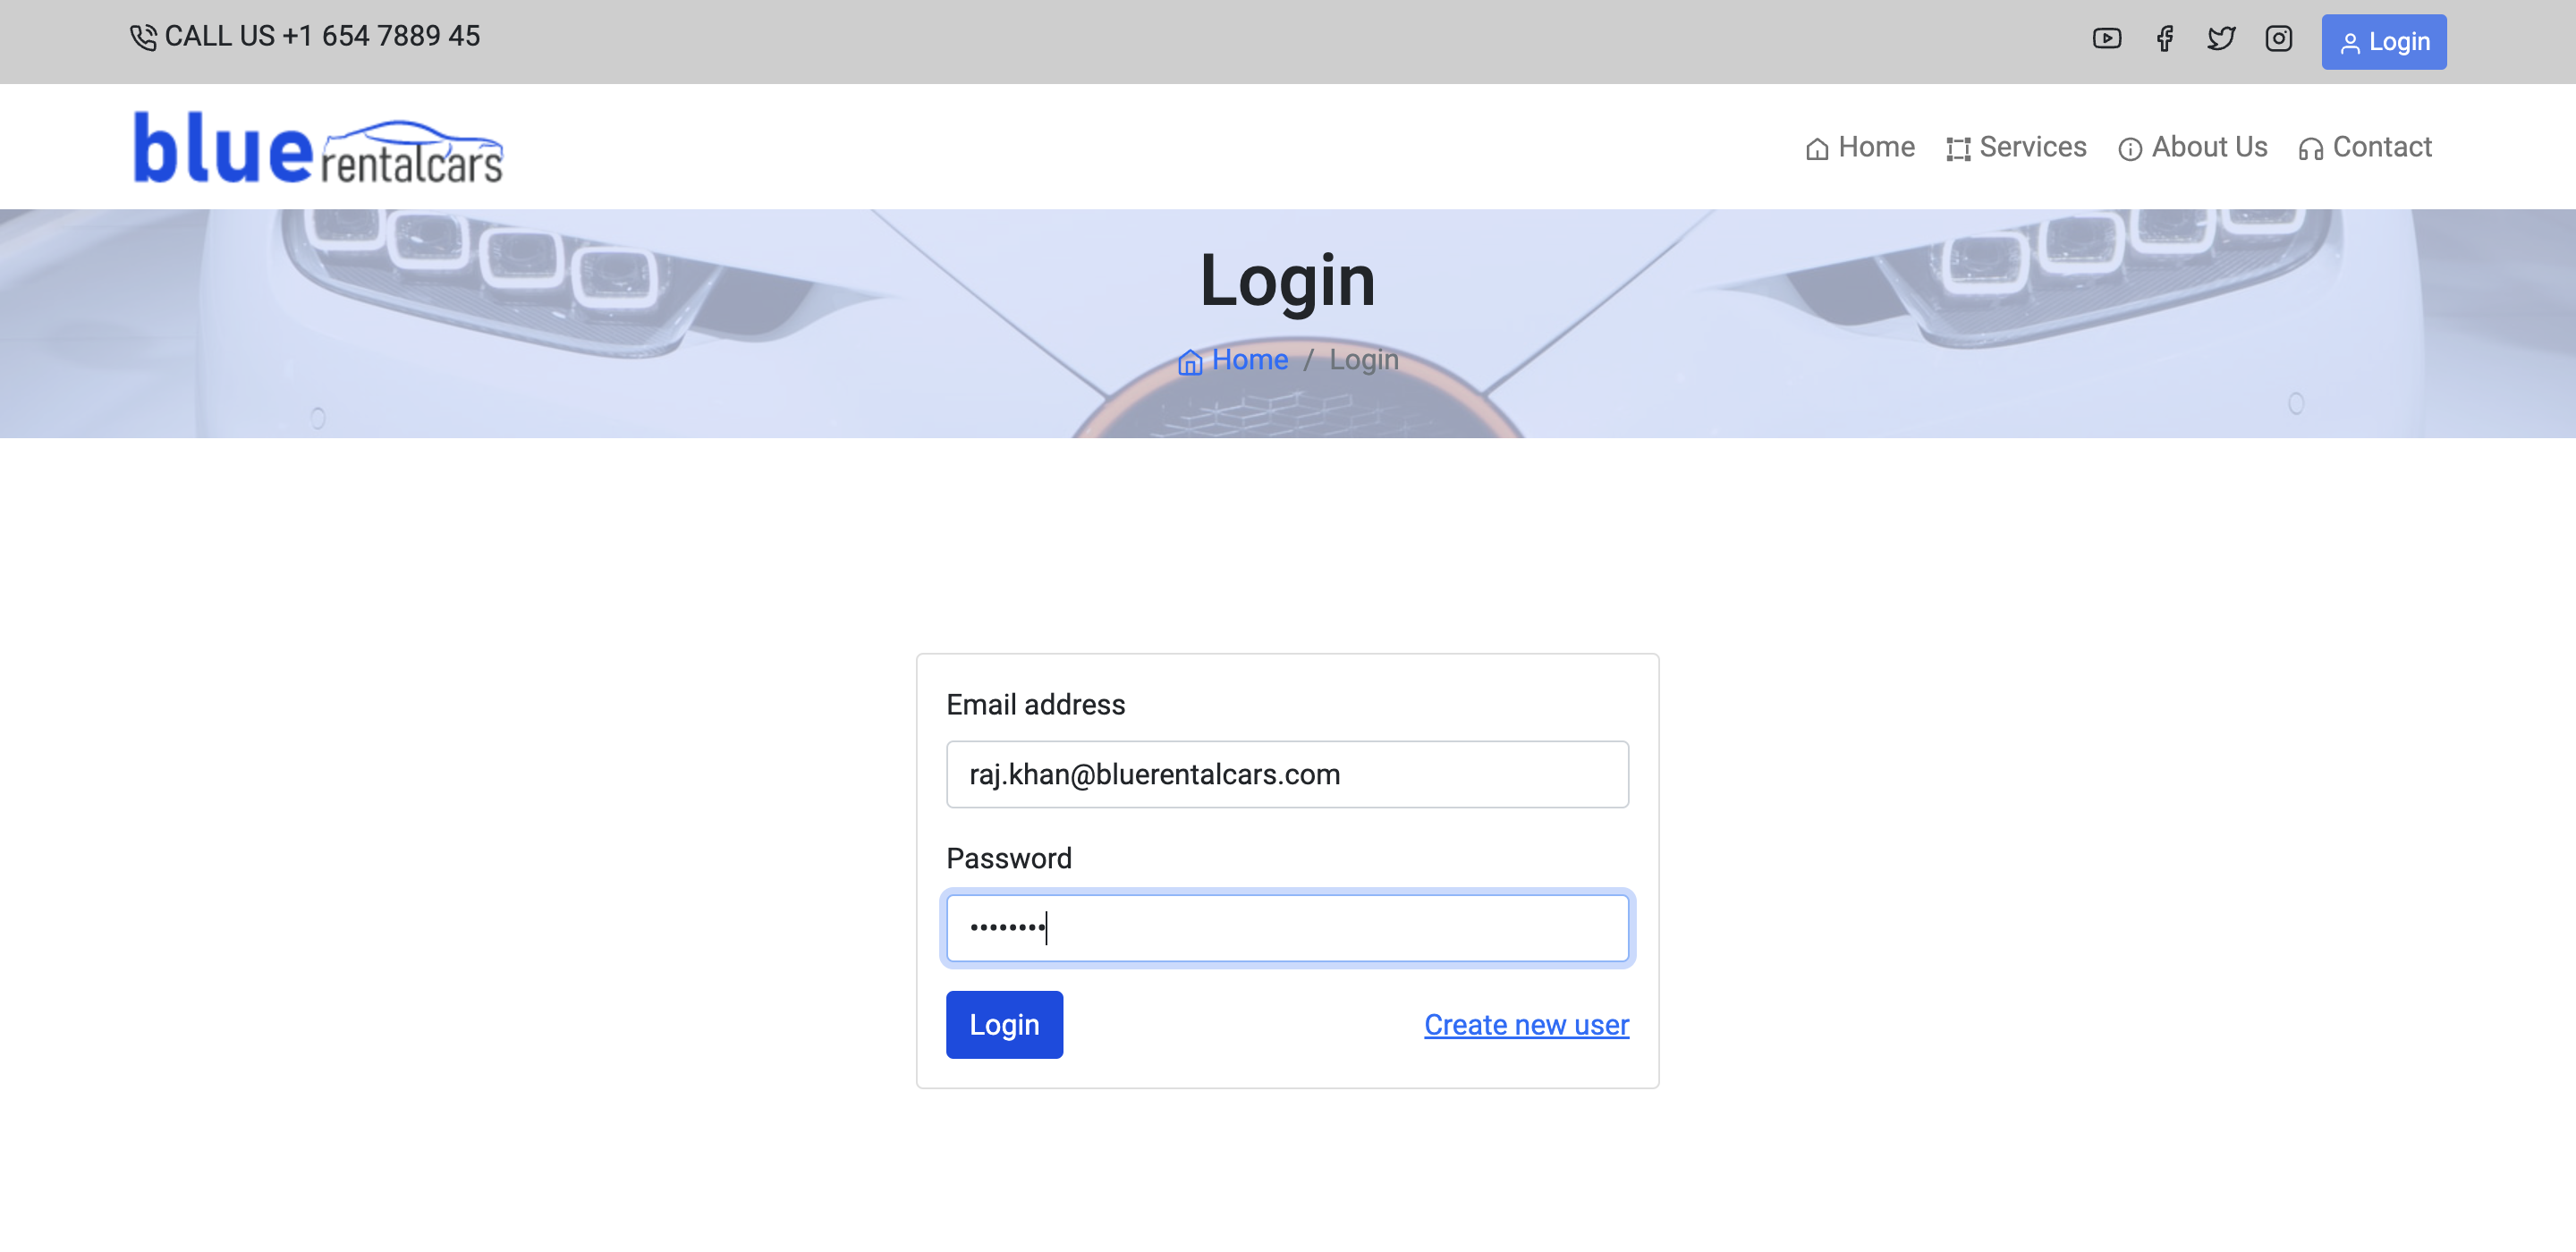 CALL US +1 654 7889 45
Login
blue rentalcars
Home Services About Us Contact
Login
Home / Login
Email address
raj.khan@bluerentalcars.com
Password
••••••••
Login
Create new user